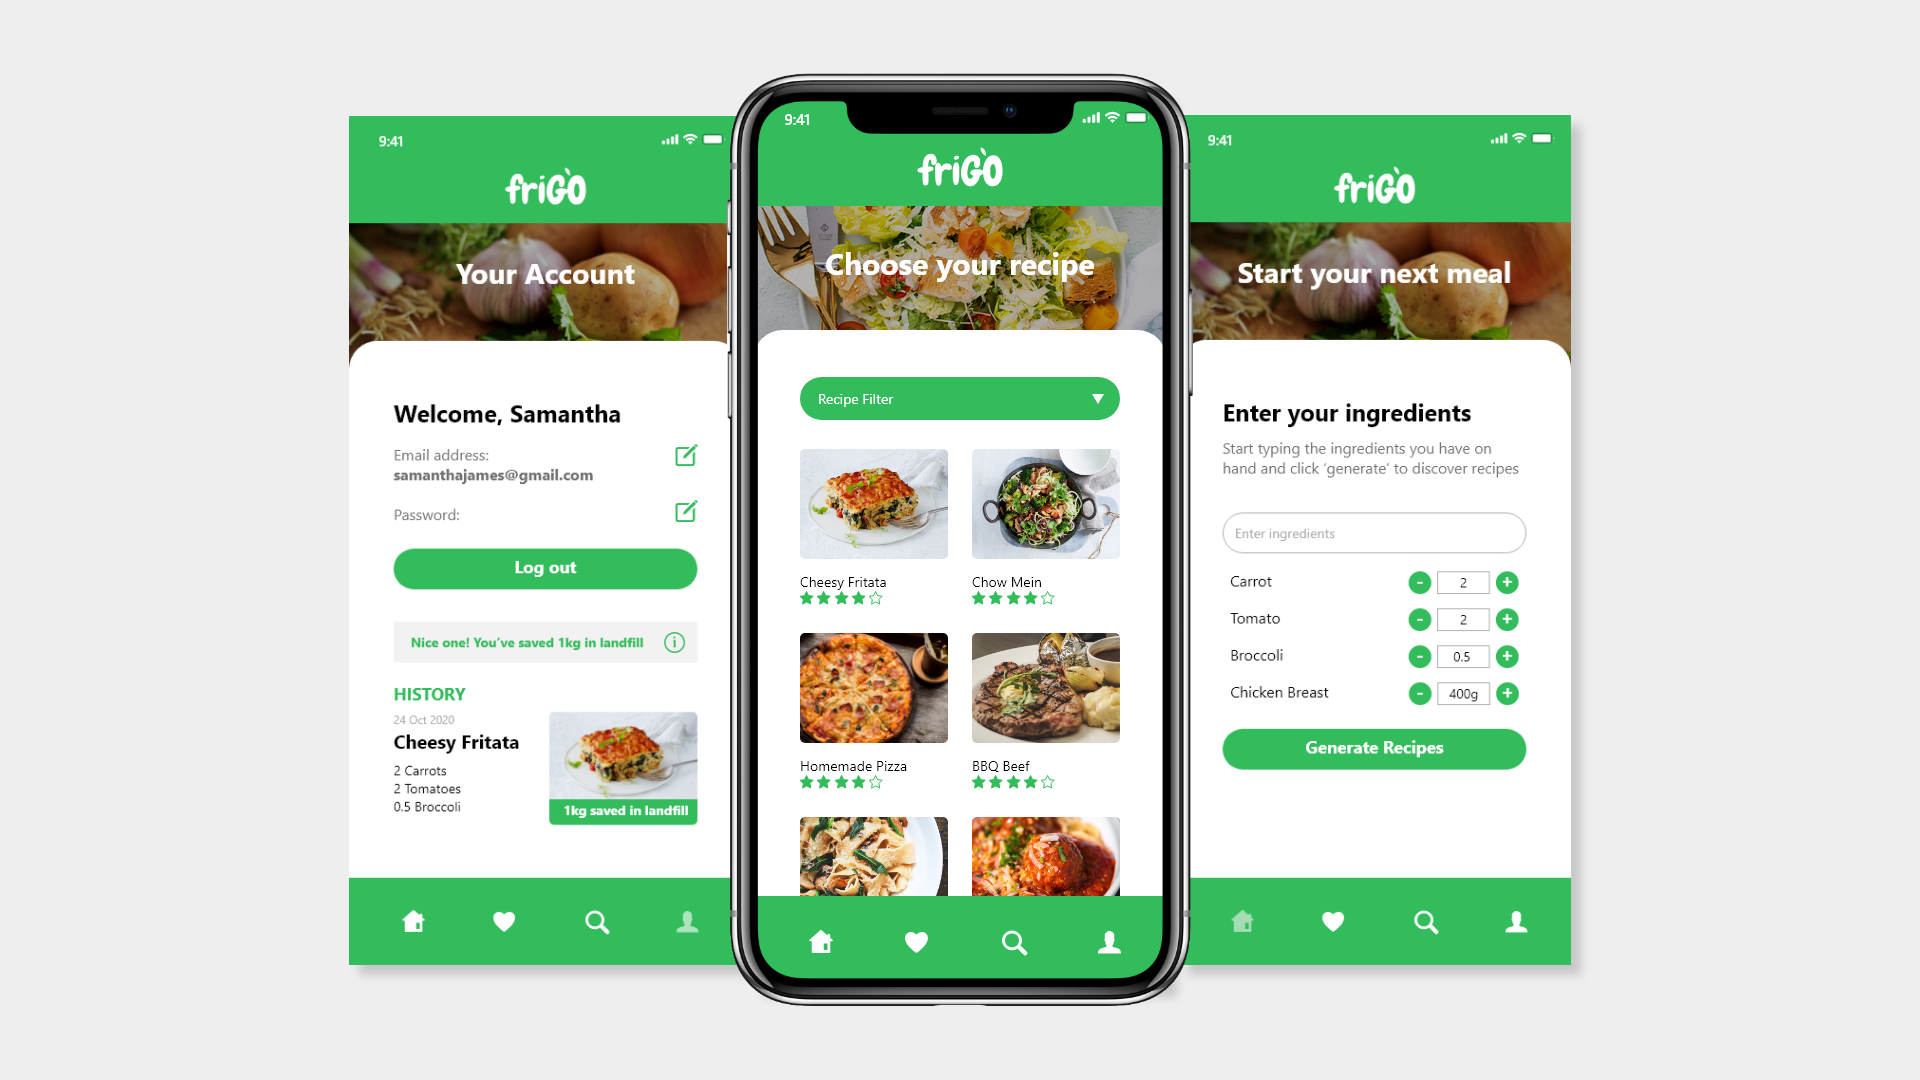 9:41
friGO
Your Account
Welcome, Samantha
Email address:
samanthajames@gmail.com
Password:
Log out
Nice one! You've saved 1kg in landfill
i
HISTORY
24 Oct 2020
Cheesy Fritata
2 Carrots
2 Tomatoes
0.5 Broccoli
1kg saved in landfill
9:41
friGO
Choose your recipe
Recipe Filter
Cheesy Fritata
Chow Mein
Homemade Pizza
BBQ Beef
9:41
friGO
Start your next meal
Enter your ingredients
Start typing the ingredients you have on
hand and click ‘generate’ to discover recipes
Enter ingredients
Carrot - 2 +
Tomato - 2 +
Broccoli - 0.5 +
Chicken Breast - 400g +
Generate Recipes